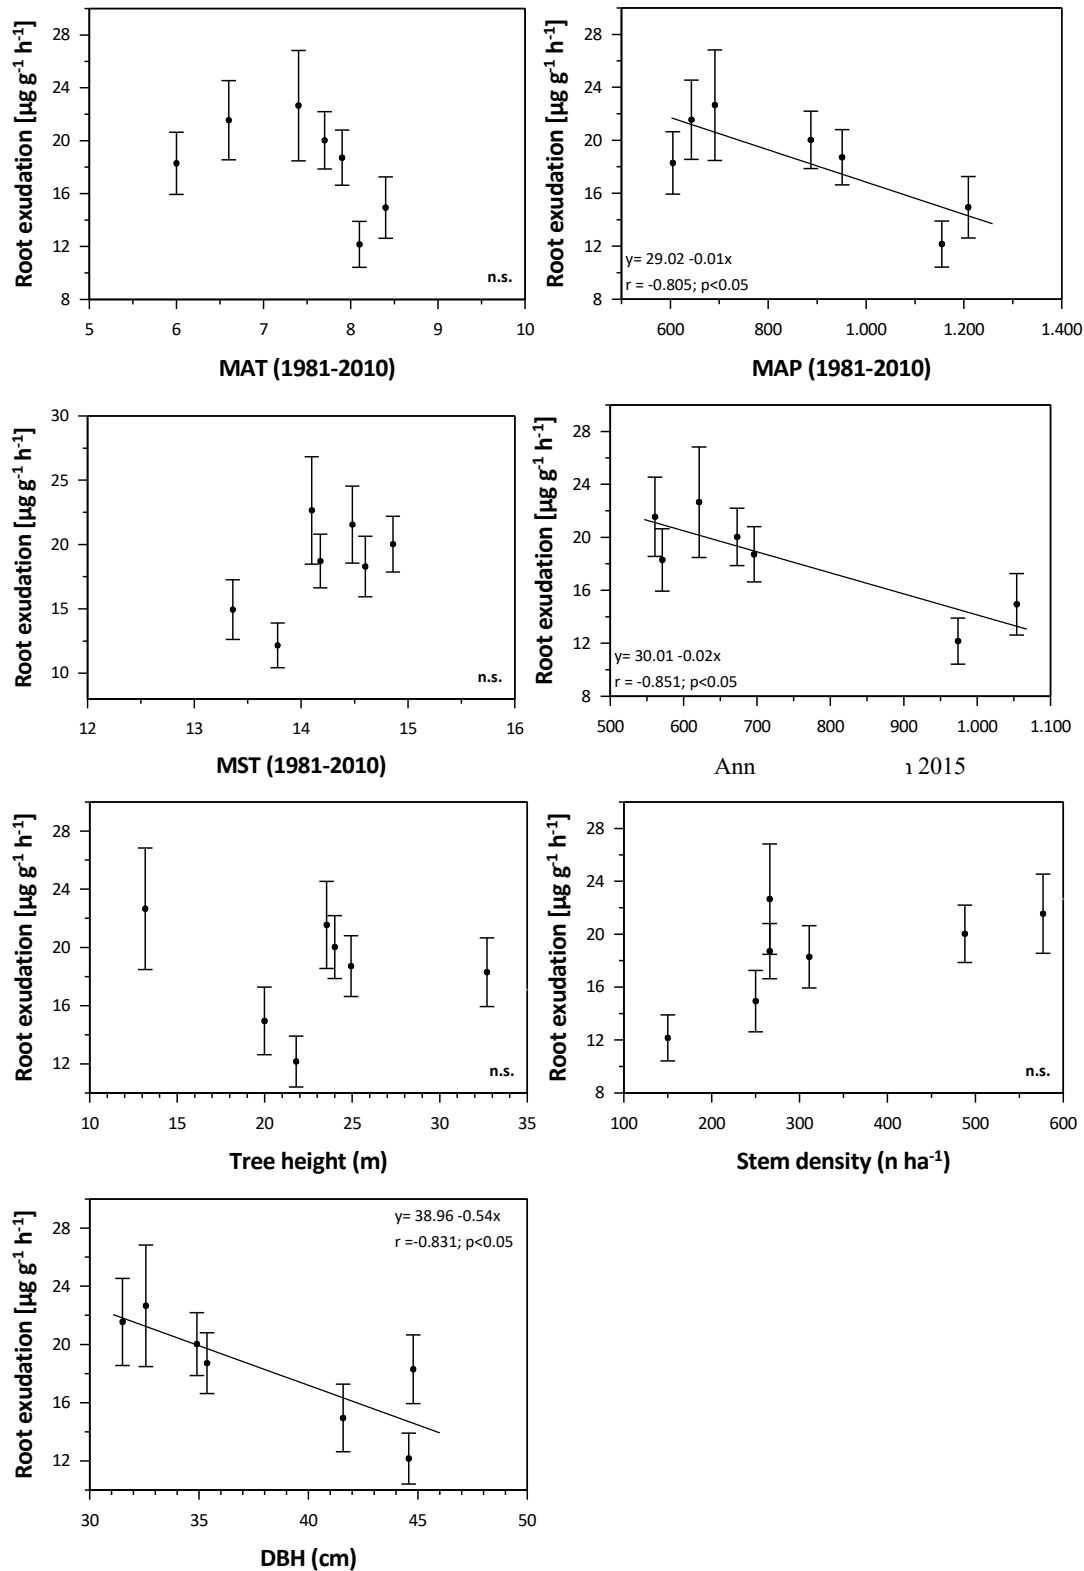 Root exudation [µg g-1 h-1]
28
24
20
16
12
8
n.s.
5 6 7 8 9 10
MAT (1981-2010)
Root exudation [µg g-1 h-1]
28
24
20
16
12
8
y= 29.02 -0.01x
r = -0.805; p<0.05
600 800 1.000 1.200 1.400
MAP (1981-2010)
Root exudation [µg g-1 h-1]
30
25
20
15
10
n.s.
12 13 14 15 16
MST (1981-2010)
Root exudation [µg g-1 h-1]
28
24
20
16
12
8
y= 30.01 -0.02x
r = -0.851; p<0.05
500 600 700 800 900 1.000 1.100
Ann 2015
Root exudation [µg g-1 h-1]
28
24
20
16
12
n.s.
10 15 20 25 30 35
Tree height (m)
Root exudation [µg g-1 h-1]
28
24
20
16
12
8
n.s.
100 200 300 400 500 600
Stem density (n ha-1)
Root exudation [µg g-1 h-1]
28
24
20
16
12
y= 38.96 -0.54x
r =-0.831; p<0.05
30 35 40 45 50
DBH (cm)